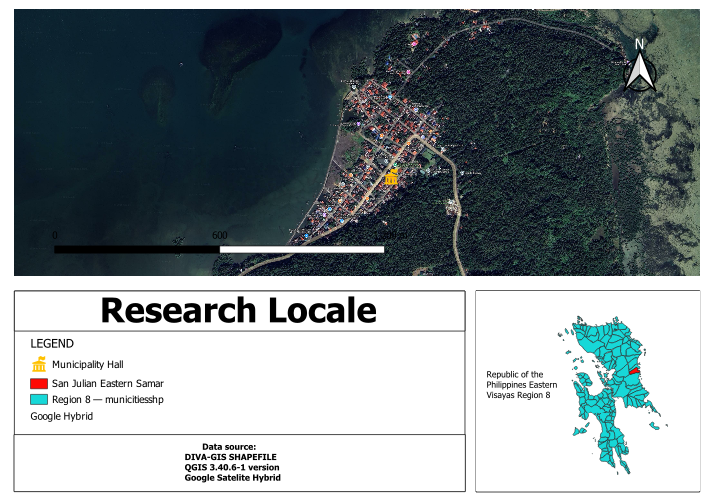 N
0
600
Research Locale
LEGEND
Municipality Hall
San Julian Eastern Samar
Region 8 — municitiesshp
Google Hybrid
Data source:
DIVA-GIS SHAPEFILE
QGIS 3.40.6-1 version
Google Satelite Hybrid
Republic of the
Philippines Eastern
Visayas Region 8